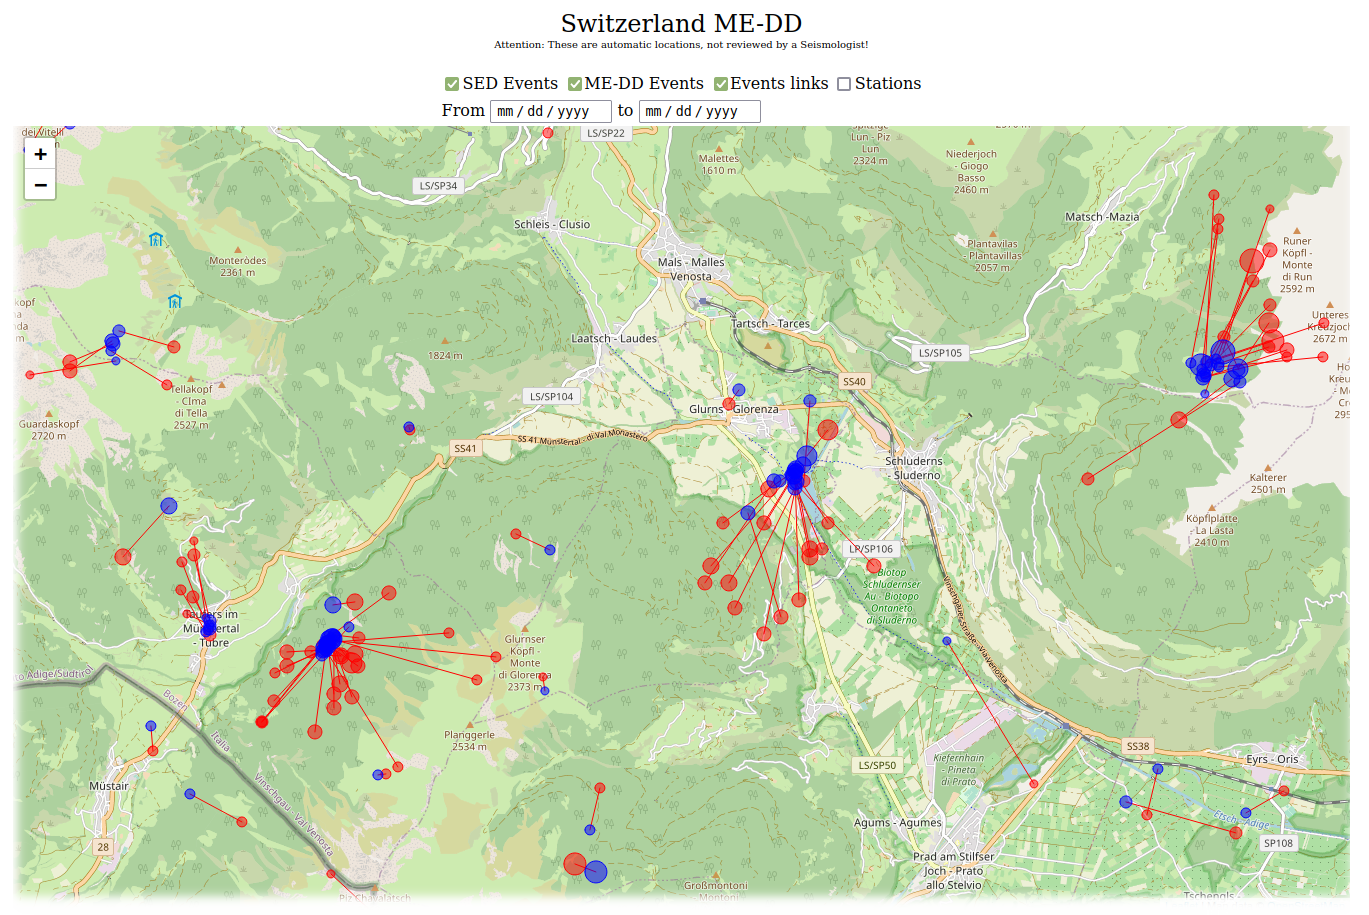 Switzerland ME-DD
Attention: These are automatic locations, not reviewed by a Seismologist!
SED Events ME-DD Events Events links Stations
From mm / dd / yyyy to mm / dd / yyyy
+
−
LS/SP22
LS/SP34
Malettes
1610 m
Lun - Piz
Lun
2324 m
Niederjoch
- Giogo
Basso
2460 m
Schleis - Clusio
Matsch -Mazia
Monteròdes
2361 m
Mals - Malles
Venosta
Plantavilas
- Plantavillas
2057 m
Runer
Köpfl -
Monte
di Run
2592 m
Tartsch - Tarces
Laatsch - Laudes
1824 m
LS/SP105
Unteres
Kreuzjoch
2672 m
SS40
Tellakopf
- CIma
di Tella
2527 m
LS/SP104
Glurns - Glorenza
Guardaskopf
2720 m
SS 41 Münstertal - di Val Monastero
SS41
Schluderns
- Sluderno
Kalterer
2501 m
Köpflplatte
- La Lasta
2410 m
LP/SP106
Biotop
Schludernser
Au - Biotopo
Ontaneto
di Sluderno
Vinschgauer Straße - Via Venosta
Taufers im
Münstertal
- Tubre
Glurnser
Köpfl -
Monte
di Glorenza
2373 m
Bozen
Italia
Vinschgau
Val Venosta
Planggerle
2534 m
SS38
Eyrs - Oris
LS/SP50
Kiefernhain
- Pineta
di Prato
Müstair
Etsch - Adige
Agums - Agumes
28
SP108
Prad am Stilfser
Joch - Prato
allo Stelvio
Großmontoni
Piz Chavalatsch
Tschengls